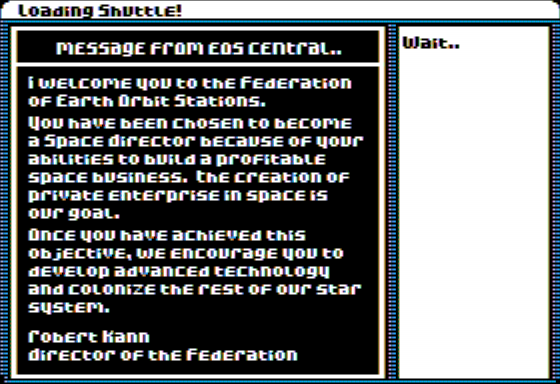 Loading Shuttle!
Message from EOS Central..
Wait..
I welcome you to the Federation
of Earth Orbit Stations.
You have been chosen to become
a Space Director because of your
abilities to build a profitable
space business. The creation of
private enterprise in space is
our goal.
Once you have achieved this
objective, we encourage you to
develop advanced technology
and colonize the rest of our star
system.
Robert Kann
Director of the Federation